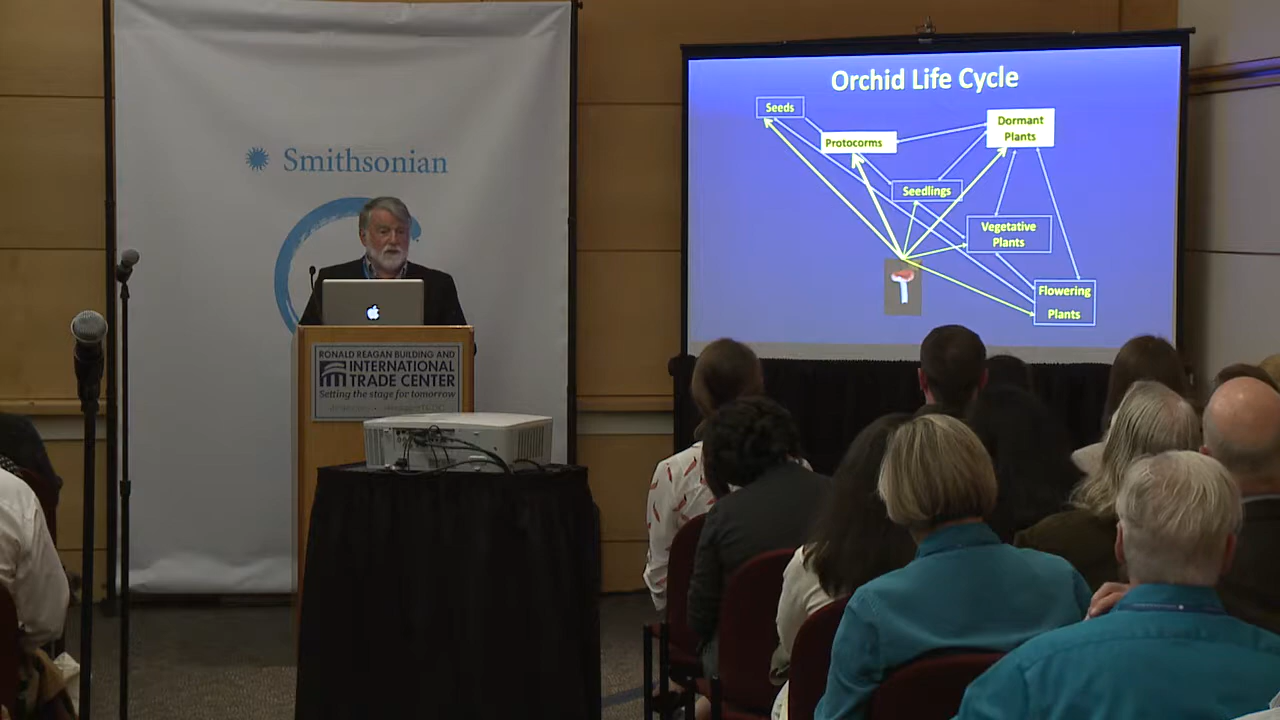 Smithsonian
RONALD REAGAN BUILDING AND
INTERNATIONAL
TRADE CENTER
Setting the stage for tomorrow
Orchid Life Cycle
Seeds
Protocorms
Dormant
Plants
Seedlings
Vegetative
Plants
Flowering
Plants